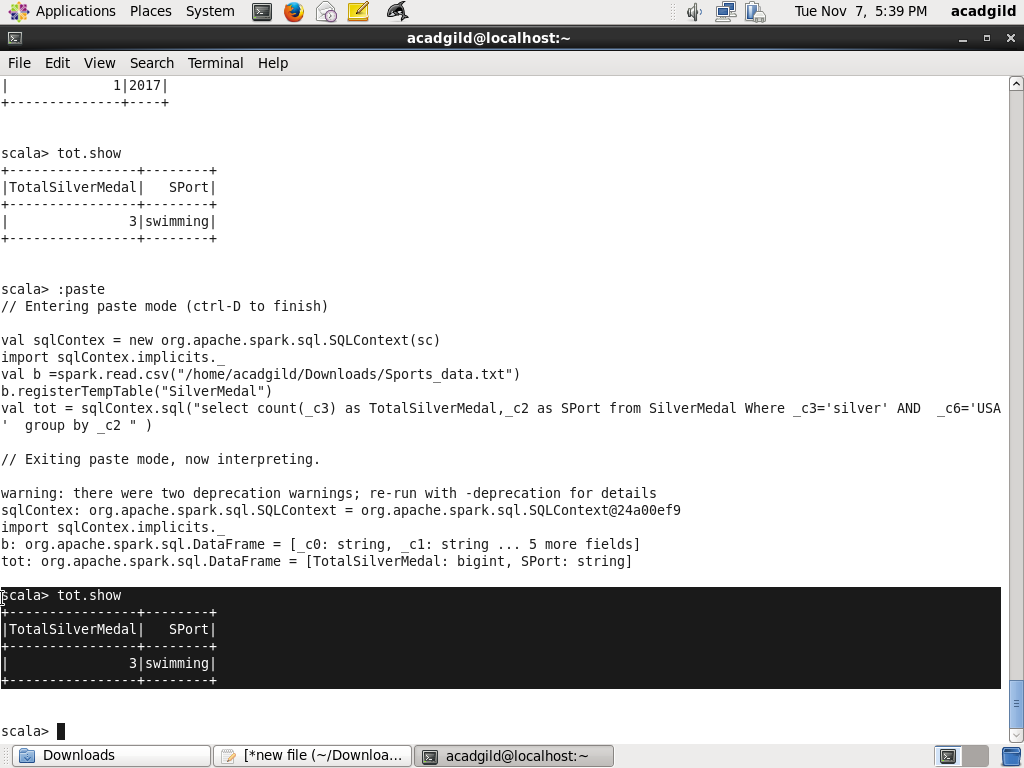 Applications Places System Tue Nov 7, 5:39 PM acadgild
acadgild@localhost:~
File Edit View Search Terminal Help
|             1|2017|
+--------------+----+
scala> tot.show
+----------------+--------+
|TotalSilverMedal|   SPort|
+----------------+--------+
|               3|swimming|
+----------------+--------+
scala> :paste
// Entering paste mode (ctrl-D to finish)
val sqlContex = new org.apache.spark.sql.SQLContext(sc)
import sqlContex.implicits._
val b =spark.read.csv("/home/acadgild/Downloads/Sports_data.txt")
b.registerTempTable("SilverMedal")
val tot = sqlContex.sql("select count(_c3) as TotalSilverMedal,_c2 as SPort from SilverMedal Where _c3='silver' AND  _c6='USA
'  group by _c2 " )
// Exiting paste mode, now interpreting.
warning: there were two deprecation warnings; re-run with -deprecation for details
sqlContex: org.apache.spark.sql.SQLContext = org.apache.spark.sql.SQLContext@24a00ef9
import sqlContex.implicits._
b: org.apache.spark.sql.DataFrame = [_c0: string, _c1: string ... 5 more fields]
tot: org.apache.spark.sql.DataFrame = [TotalSilverMedal: bigint, SPort: string]
scala> tot.show
+----------------+--------+
|TotalSilverMedal|   SPort|
+----------------+--------+
|               3|swimming|
+----------------+--------+
scala>
Downloads [*new file (~/Downloa... acadgild@localhost:~